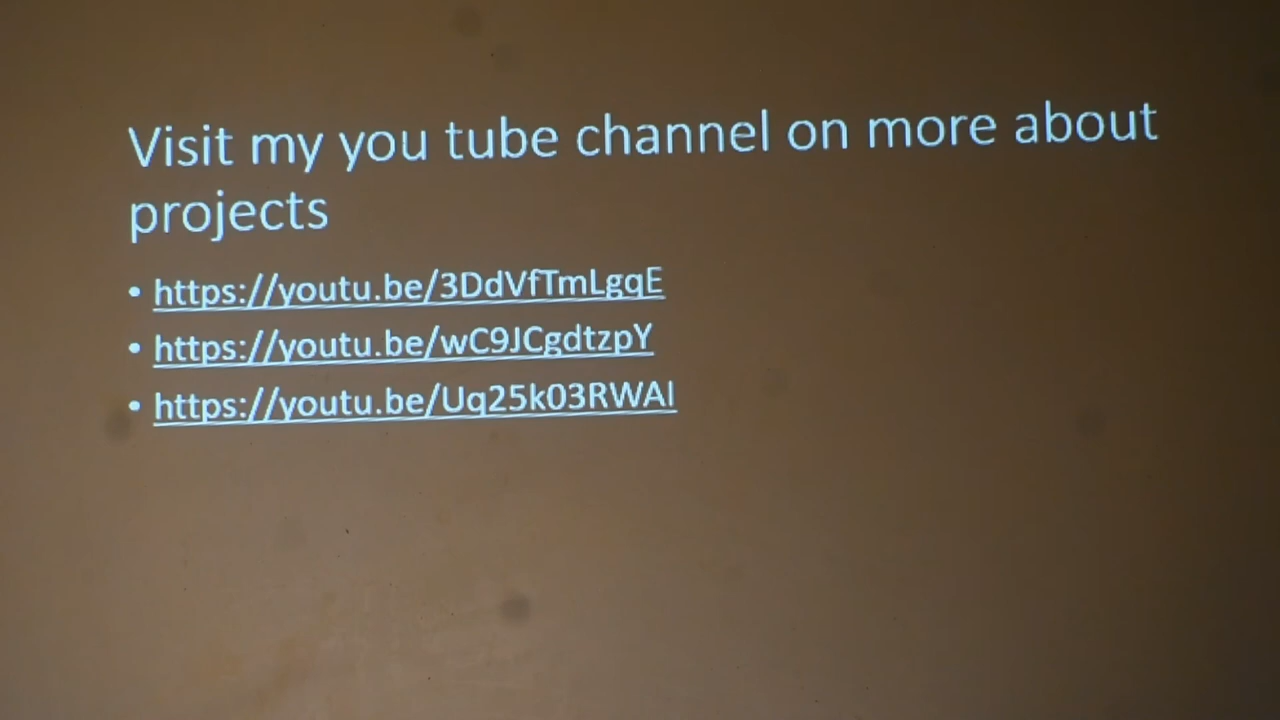 Visit my you tube channel on more about
projects
• https://youtu.be/3DdVfTmLgqE
• https://youtu.be/wC9JCgdtzpY
• https://youtu.be/Uq25k03RWAI